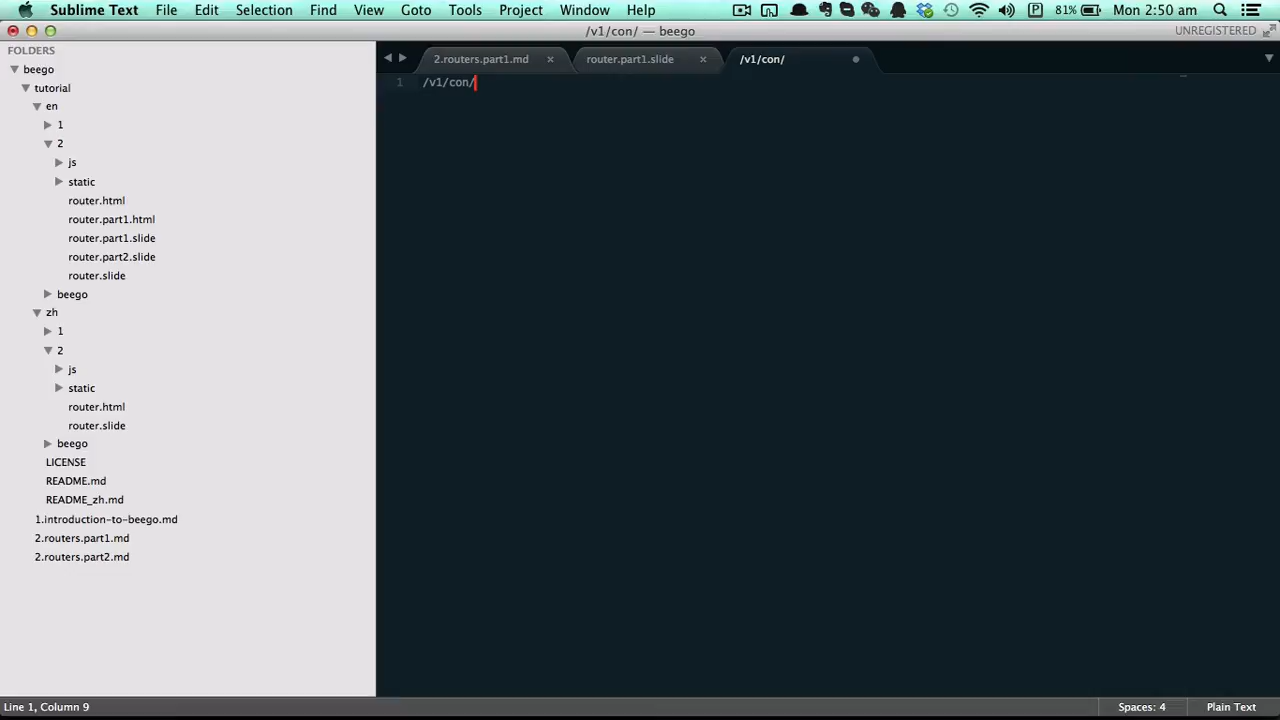 Sublime Text File Edit Selection Find View Goto Tools Project Window Help 81% Mon 2:50 am
/v1/con/ — beego UNREGISTERED
FOLDERS
beego
tutorial
en
1
2
js
static
router.html
router.part1.html
router.part1.slide
router.part2.slide
router.slide
beego
zh
1
2
js
static
router.html
router.slide
beego
LICENSE
README.md
README_zh.md
1.introduction-to-beego.md
2.routers.part1.md
2.routers.part2.md
2.routers.part1.md router.part1.slide /v1/con/
1 /v1/con/
Line 1, Column 9 Spaces: 4 Plain Text